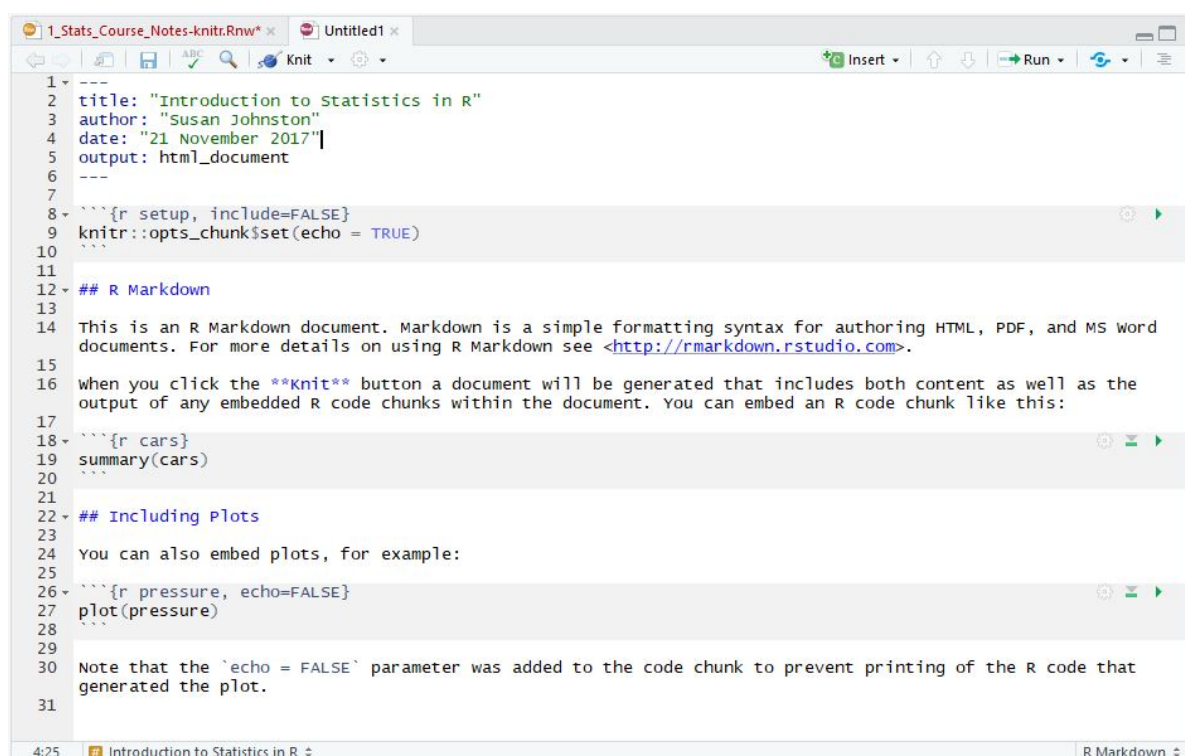 1_Stats_Course_Notes-knitr.Rnw* × Untitled1 ×
ABC Knit Insert Run
1 ---
2 title: "Introduction to Statistics in R"
3 author: "Susan Johnston"
4 date: "21 November 2017"
5 output: html_document
6 ---
7
8 ```{r setup, include=FALSE}
9 knitr::opts_chunk$set(echo = TRUE)
10 ```
11
12 ## R Markdown
13
14 This is an R Markdown document. Markdown is a simple formatting syntax for authoring HTML, PDF, and MS Word
documents. For more details on using R Markdown see <http://rmarkdown.rstudio.com>.
15
16 When you click the **Knit** button a document will be generated that includes both content as well as the
output of any embedded R code chunks within the document. You can embed an R code chunk like this:
17
18 ```{r cars}
19 summary(cars)
20 ```
21
22 ## Including Plots
23
24 You can also embed plots, for example:
25
26 ```{r pressure, echo=FALSE}
27 plot(pressure)
28 ```
29
30 Note that the `echo = FALSE` parameter was added to the code chunk to prevent printing of the R code that
generated the plot.
31
4:25 # Introduction to Statistics in R R Markdown